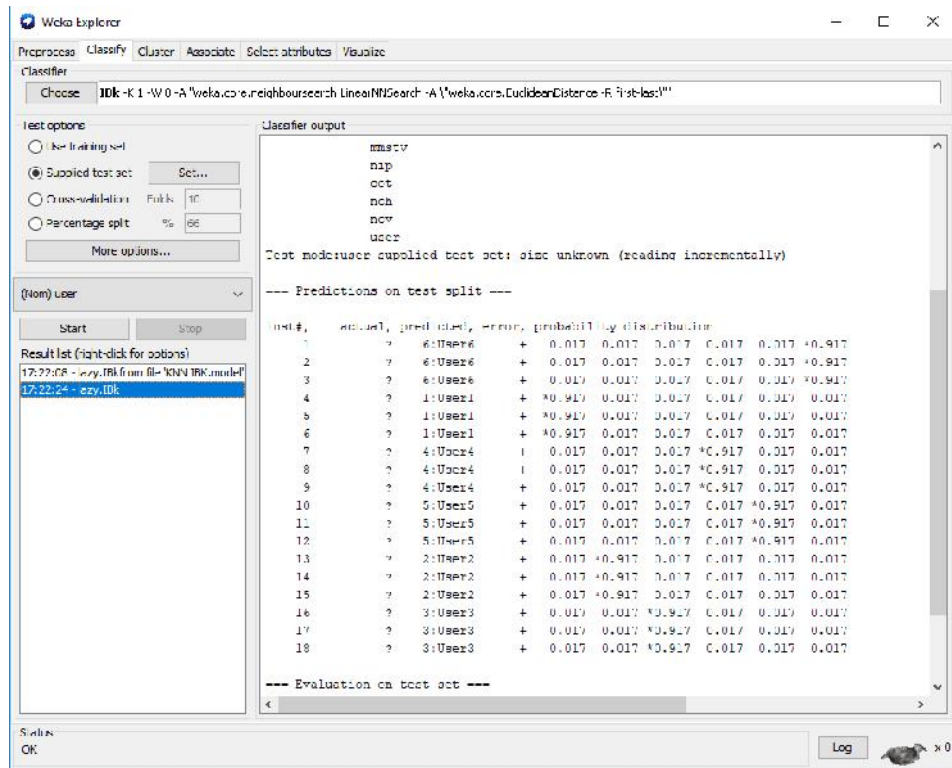 Weka Explorer
Preprocess Classify Cluster Associate Select attributes Visualize
Classifier
Choose IBk -K 1 -W 0 -A "weka.core.neighboursearch.LinearNNSearch -A \"weka.core.EuclideanDistance -R first-last\""
Test options
Use training set
Supplied test set Set...
Cross-validation Folds 10
Percentage split % 66
More options...
(Nom) user
Start Stop
Result list (right-click for options)
17:22:08 - lazy.IBk from file 'KNN IBK.model'
17:22:24 - lazy.IBk
Classifier output
nip
nch
ncv
user
Test mode:user supplied test set: size unknown (reading incrementally)
=== Predictions on test split ===
inst#, actual, predicted, error, probability distribution
1 ? 6:User6 + 0.017 0.017 0.017 0.017 0.017 *0.917
2 ? 6:User6 + 0.017 0.017 0.017 0.017 0.017 *0.917
3 ? 6:User6 + 0.017 0.017 0.017 0.017 0.017 *0.917
4 ? 1:User1 + *0.917 0.017 0.017 0.017 0.017 0.017
5 ? 1:User1 + *0.917 0.017 0.017 0.017 0.017 0.017
6 ? 1:User1 + *0.917 0.017 0.017 0.017 0.017 0.017
7 ? 4:User4 + 0.017 0.017 0.017 *0.917 0.017 0.017
8 ? 4:User4 + 0.017 0.017 0.017 *0.917 0.017 0.017
9 ? 4:User4 + 0.017 0.017 0.017 *0.917 0.017 0.017
10 ? 5:User5 + 0.017 0.017 0.017 0.017 *0.917 0.017
11 ? 5:User5 + 0.017 0.017 0.017 0.017 *0.917 0.017
12 ? 5:User5 + 0.017 0.017 0.017 0.017 *0.917 0.017
13 ? 2:User2 + 0.017 *0.917 0.017 0.017 0.017 0.017
14 ? 2:User2 + 0.017 *0.917 0.017 0.017 0.017 0.017
15 ? 2:User2 + 0.017 *0.917 0.017 0.017 0.017 0.017
16 ? 3:User3 + 0.017 0.017 *0.917 0.017 0.017 0.017
17 ? 3:User3 + 0.017 0.017 *0.917 0.017 0.017 0.017
18 ? 3:User3 + 0.017 0.017 *0.917 0.017 0.017 0.017
=== Evaluation on test set ===
Status
OK
Log
x 0